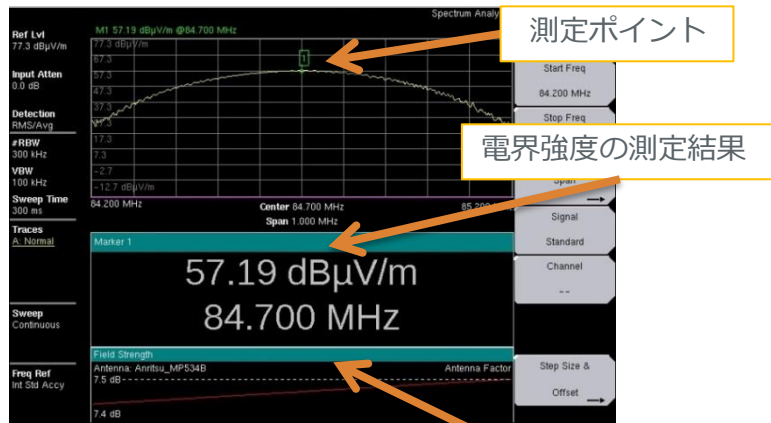 Spectrum Analy
測定ポイント
Ref Lvl
77.3 dBµV/m
M1 57.19 dBµV/m @84.700 MHz
77.3 dBµV/m
67.3
1
57.3
47.3
37.3
17.3
7.3
-2.7
-12.7 dBµV/m
Input Atten
0.0 dB
Detection
RMS/Avg
#RBW
300 kHz
VBW
100 kHz
Sweep Time
300 ms
Traces
A: Normal
Sweep
Continuous
Freq Ref
Int Std Accy
84.200 MHz
Center 84.700 MHz
Span 1.000 MHz
Marker 1
57.19 dBµV/m
84.700 MHz
Field Strength
Antenna: Anritsu_MP534B
Antenna Factor
7.5 dB
7.4 dB
Start Freq
84.200 MHz
Stop Freq
電界強度の測定結果
Span
Signal
Standard
Channel
--
Step Size &
Offset